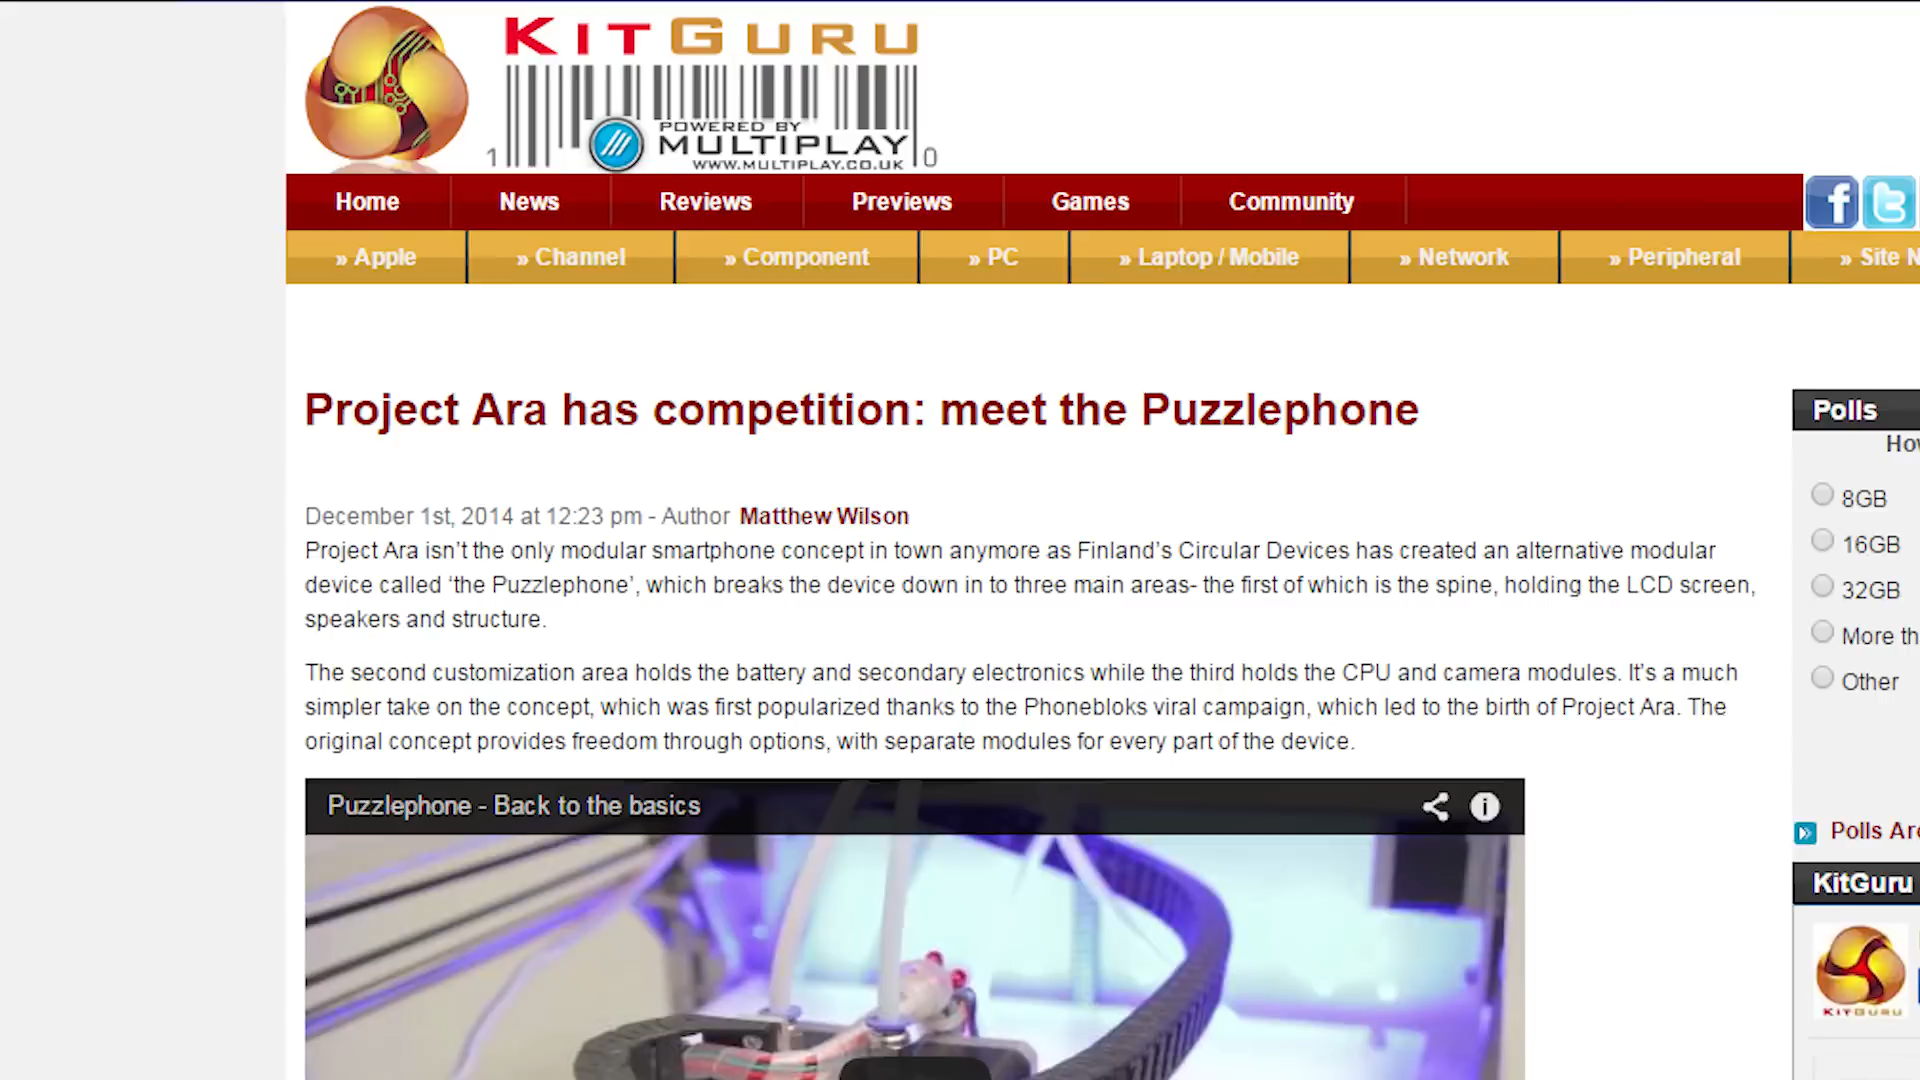 KITGURU
POWERED BY
MULTIPLAY
1 WWW.MULTIPLAY.CO.UK 0
Home News Reviews Previews Games Community
» Apple » Channel » Component » PC » Laptop / Mobile » Network » Peripheral » Site N
Project Ara has competition: meet the Puzzlephone
December 1st, 2014 at 12:23 pm - Author Matthew Wilson
Project Ara isn’t the only modular smartphone concept in town anymore as Finland’s Circular Devices has created an alternative modular
device called ‘the Puzzlephone’, which breaks the device down in to three main areas- the first of which is the spine, holding the LCD screen,
speakers and structure.
The second customization area holds the battery and secondary electronics while the third holds the CPU and camera modules. It’s a much
simpler take on the concept, which was first popularized thanks to the Phonebloks viral campaign, which led to the birth of Project Ara. The
original concept provides freedom through options, with separate modules for every part of the device.
Puzzlephone - Back to the basics
Polls
How
8GB
16GB
32GB
More th
Other
Polls Arc
KitGuru
KITGURU